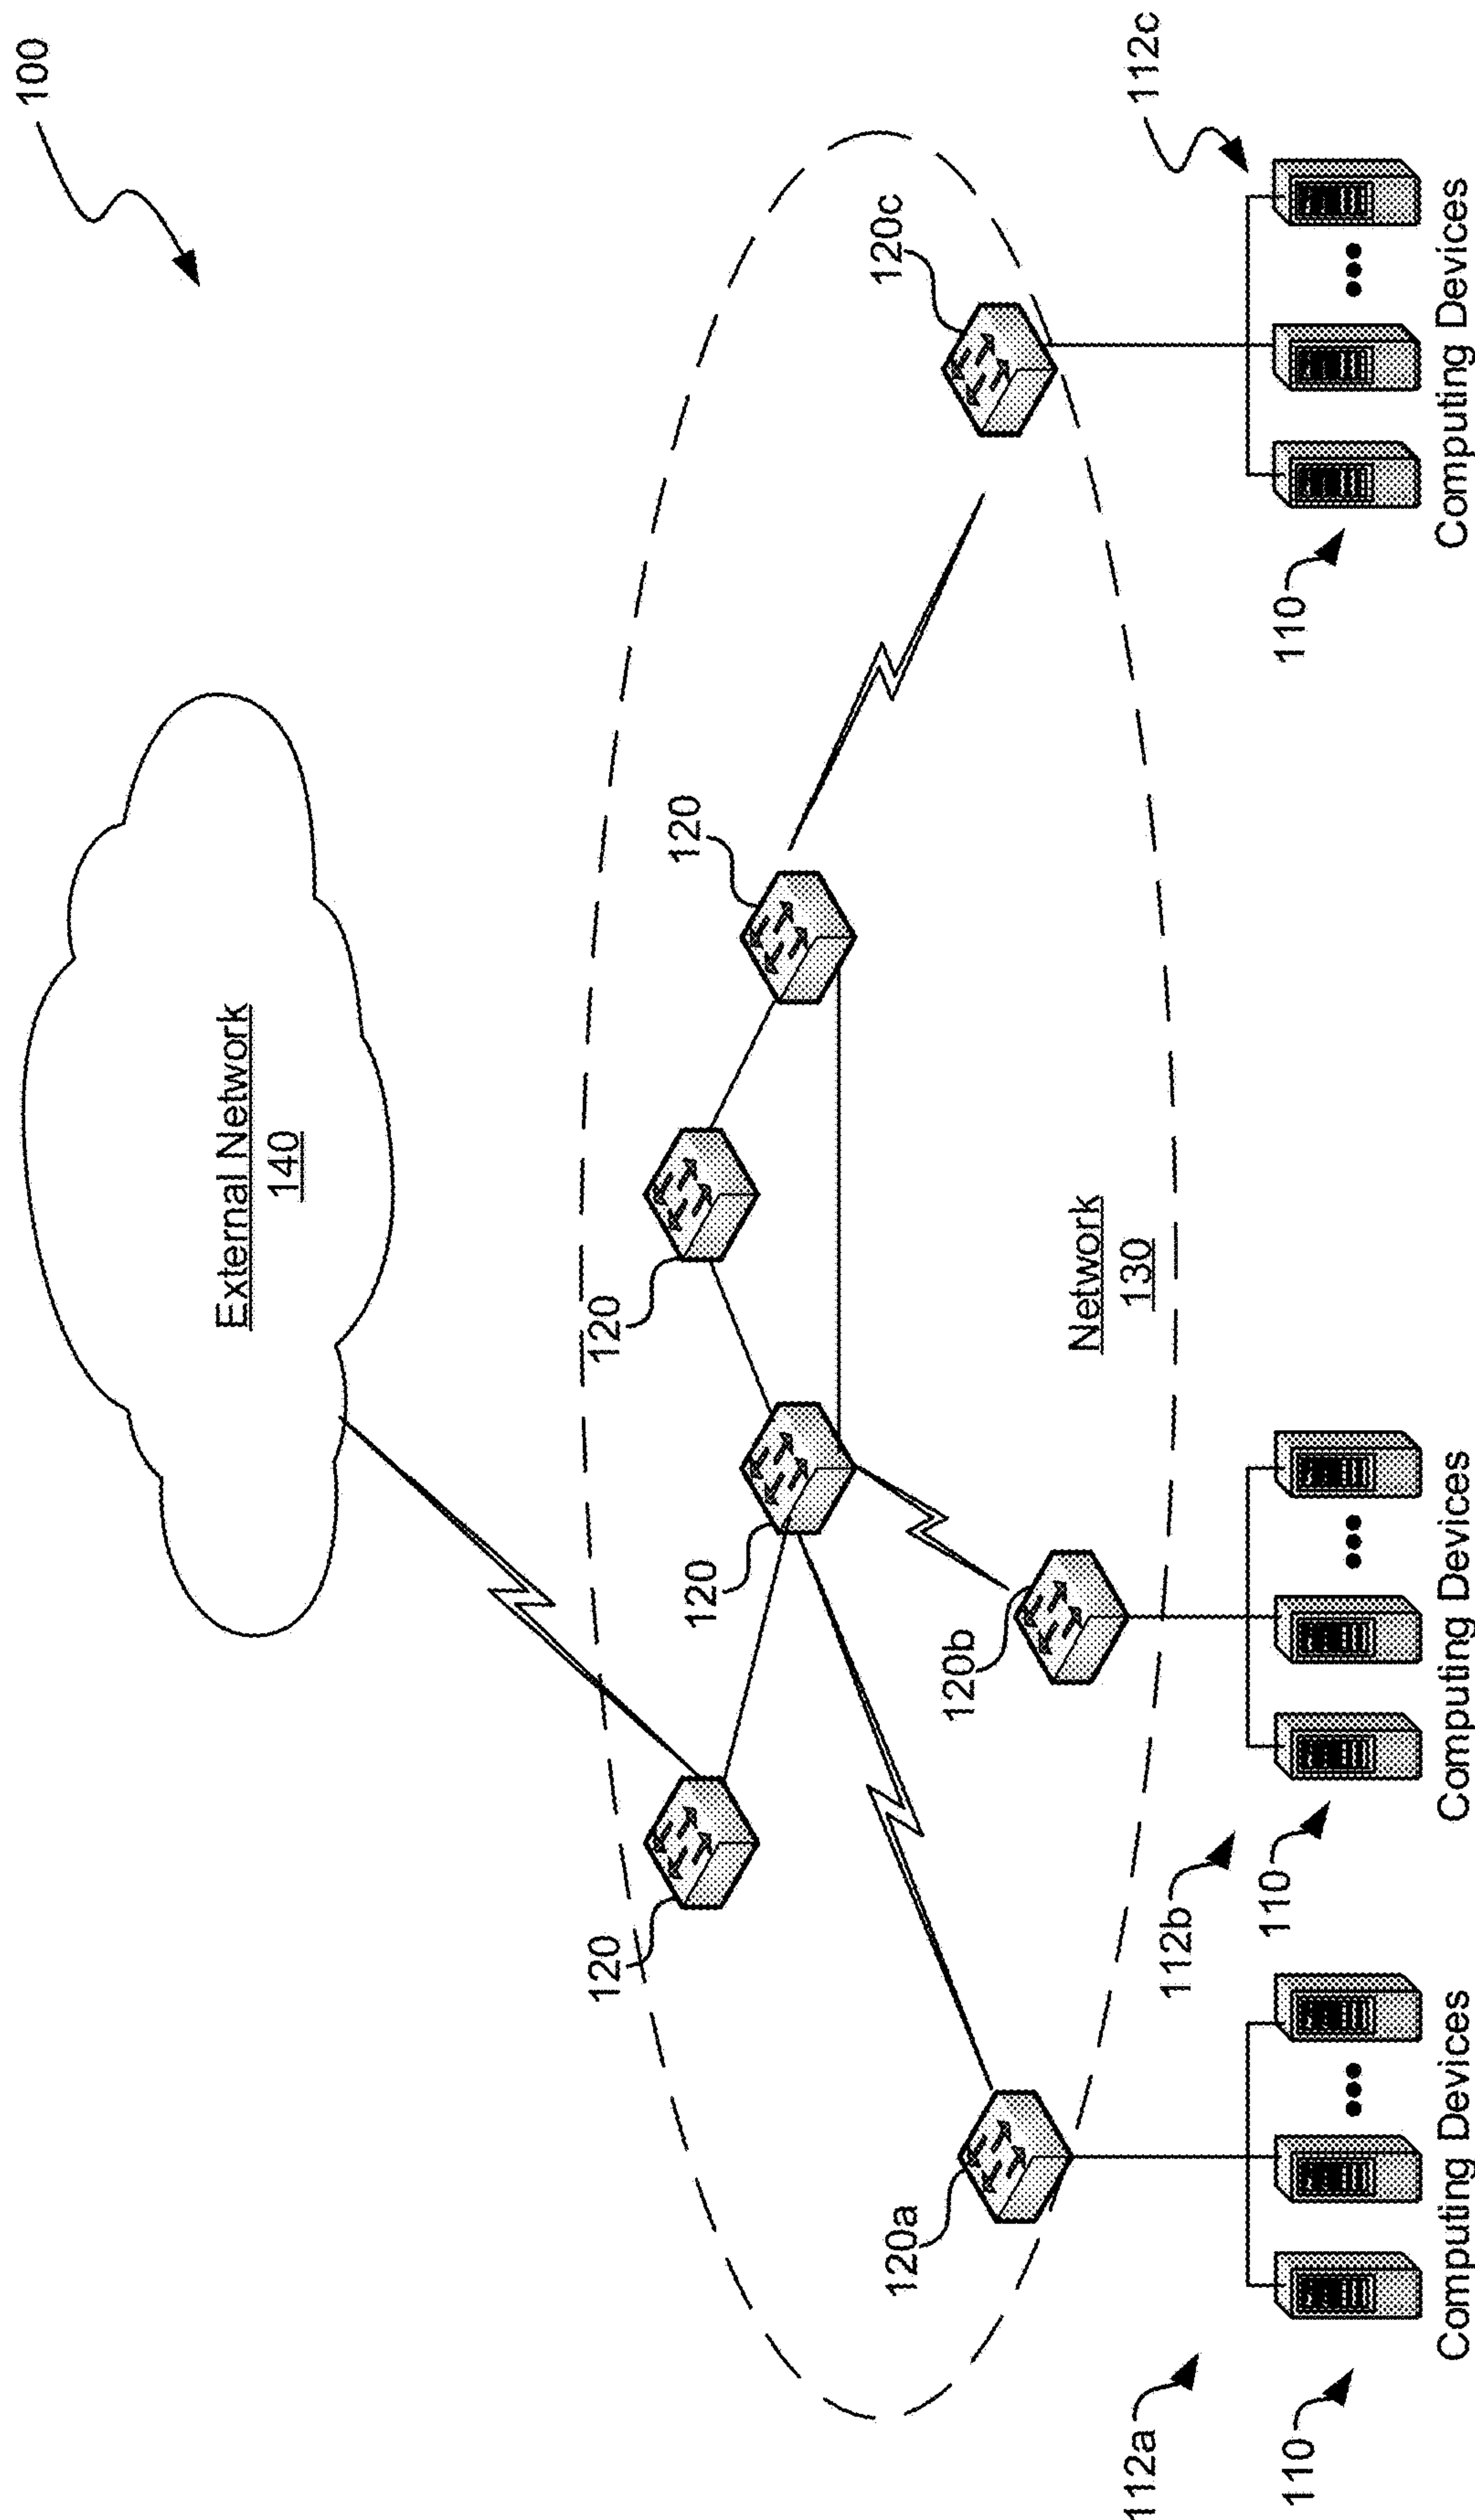 100
External Network
140
120
120
120
120
120a
120b
120c
Network
130
112a
110
112b
110
112c
110
Computing Devices
Computing Devices
Computing Devices